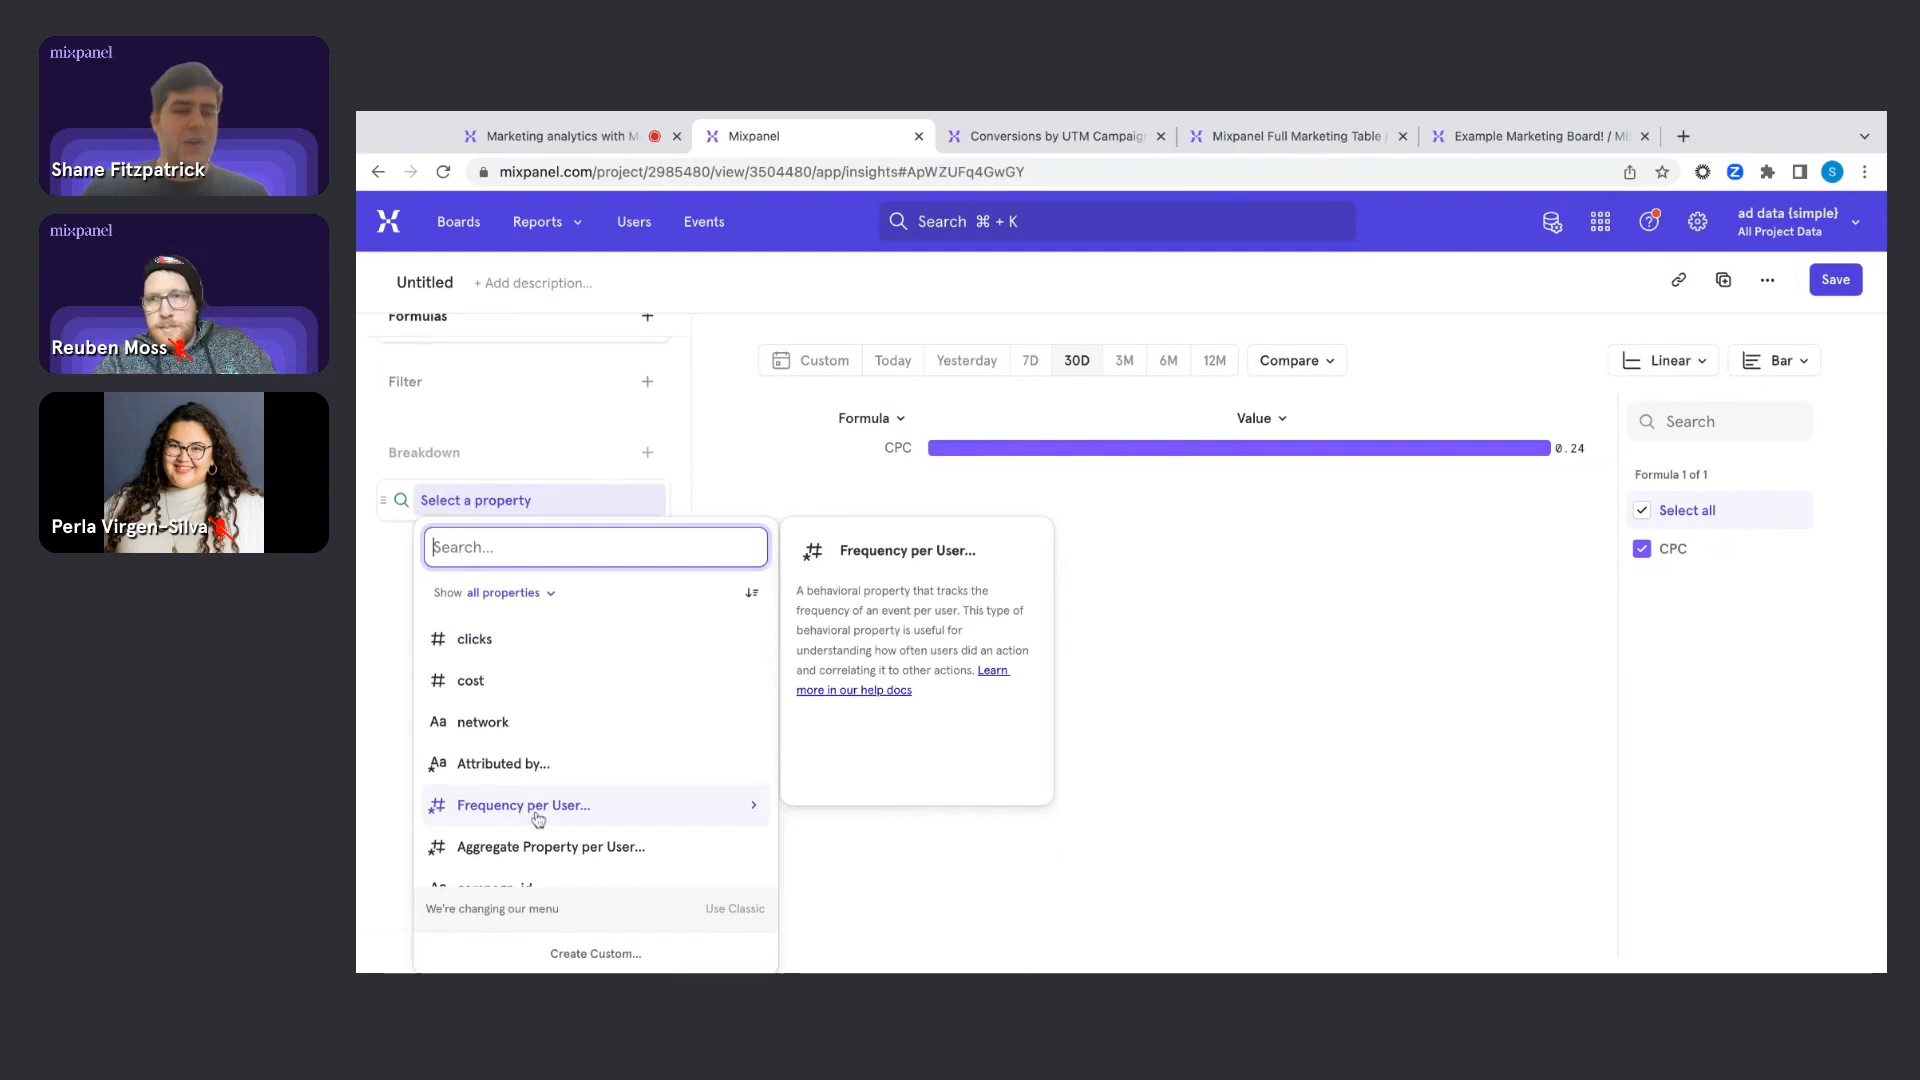 mixpanel
Shane Fitzpatrick
mixpanel
Reuben Moss
Perla Virgen-Silva
Marketing analytics with M
Mixpanel
Conversions by UTM Campaig
Mixpanel Full Marketing Table /
Example Marketing Board! / Mi
mixpanel.com/project/2985480/view/3504480/app/insights#ApWZUFq4GwGY
S
Boards
Reports
Users
Events
Search ⌘ + K
ad data {simple}
All Project Data
Untitled
+ Add description...
Save
Formulas
Filter
Breakdown
Select a property
Search...
Show all properties
clicks
cost
network
Attributed by...
Frequency per User...
Aggregate Property per User...
We're changing our menu
Use Classic
Create Custom...
Frequency per User...
A behavioral property that tracks the
frequency of an event per user. This type of
behavioral property is useful for
understanding how often users did an action
and correlating it to other actions. Learn
more in our help docs
Custom
Today
Yesterday
7D
30D
3M
6M
12M
Compare
Linear
Bar
Formula
Value
CPC
0.24
Search
Formula 1 of 1
Select all
CPC